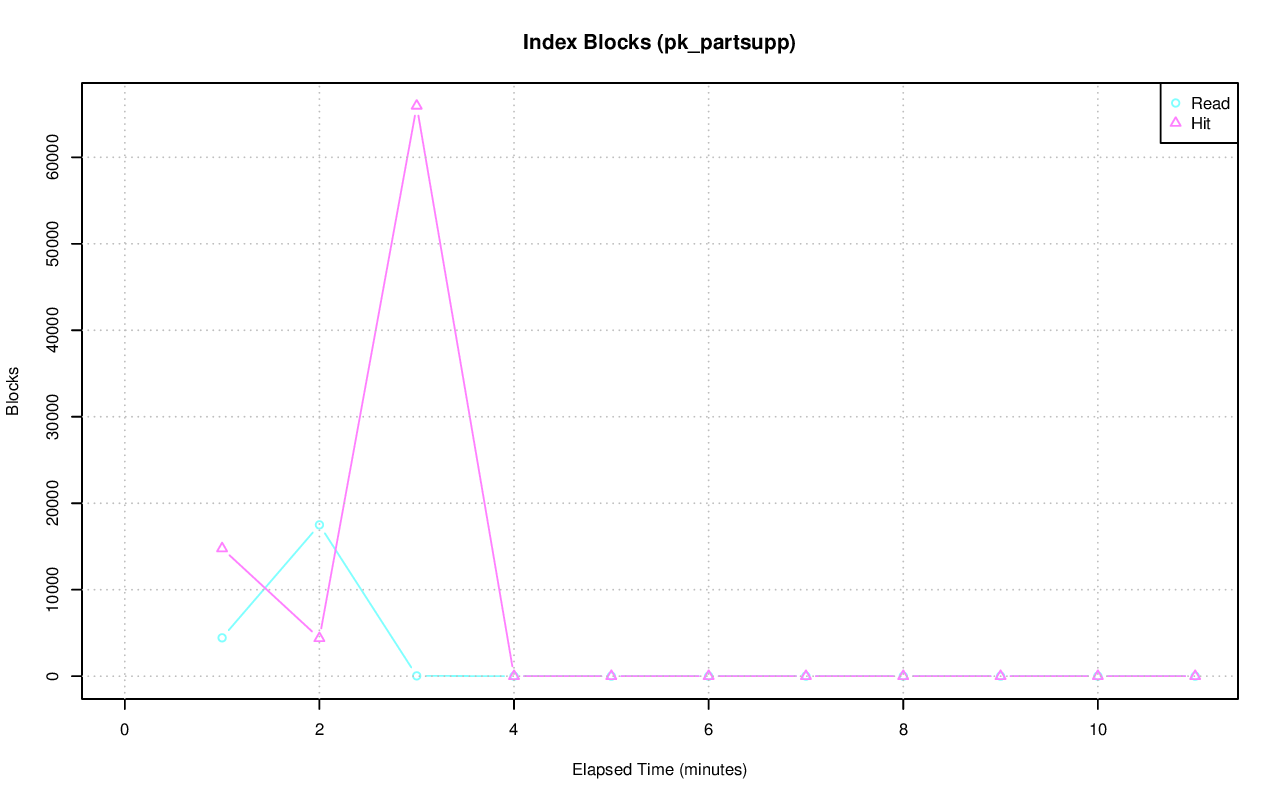 Index Blocks (pk_partsupp)
Read
Hit
60000
50000
40000
30000
20000
10000
0
Blocks
0 2 4 6 8 10
Elapsed Time (minutes)